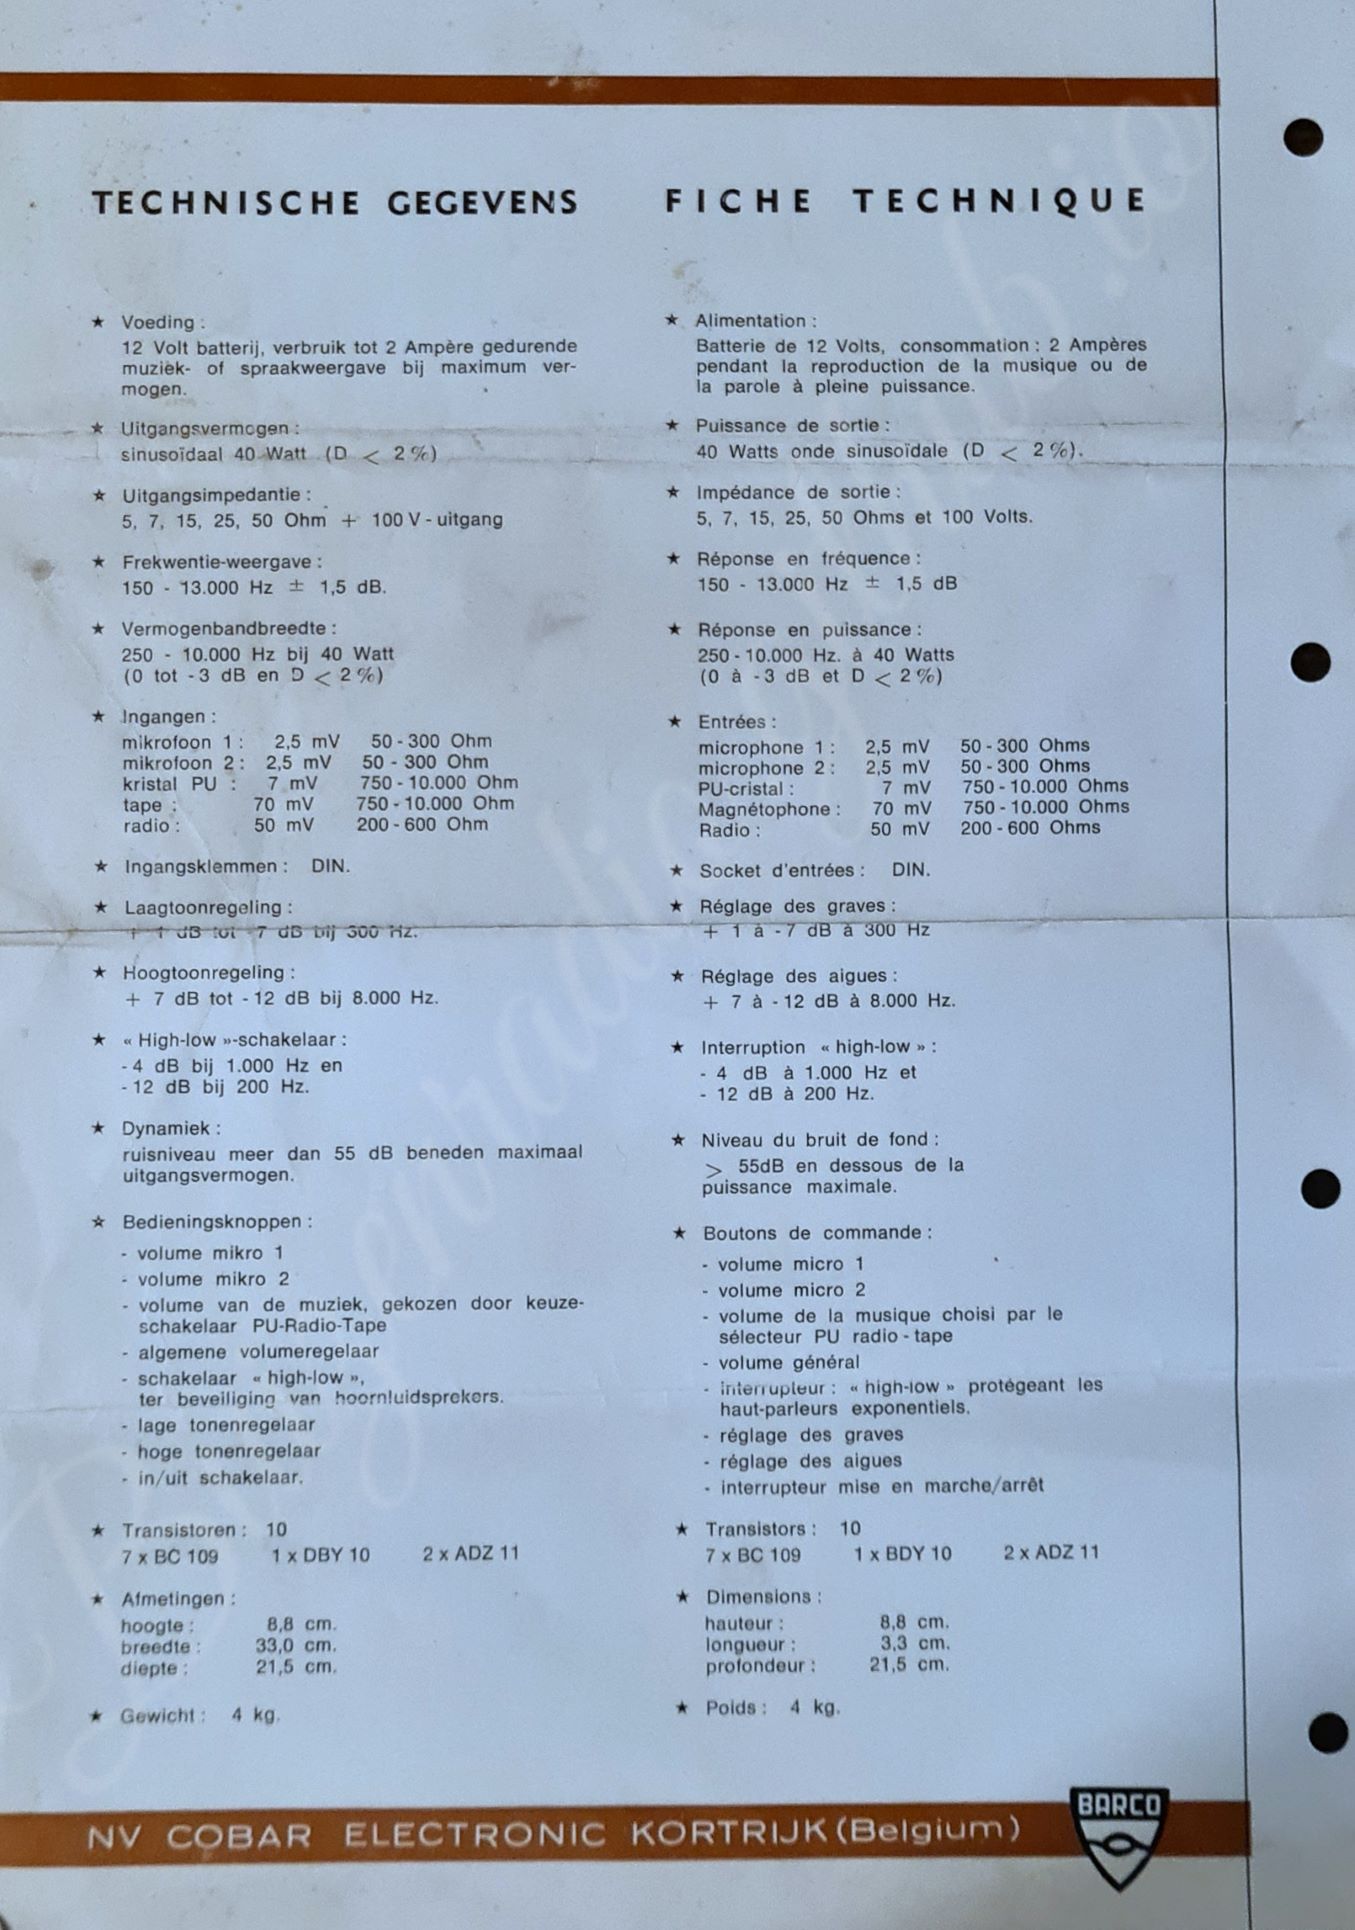 TECHNISCHE GEGEVENS
★ Voeding :
12 Volt batterij, verbruik tot 2 Ampère gedurende
muziek- of spraakweergave bij maximum ver-
mogen.
★ Uitgangsvermogen :
sinusoïdaal 40 Watt (D < 2 %)
★ Uitgangsimpedantie :
5, 7, 15, 25, 50 Ohm + 100 V - uitgang
★ Frekwentie-weergave :
150 - 13.000 Hz ± 1,5 dB.
★ Vermogenbandbreedte :
250 - 10.000 Hz bij 40 Watt
(0 tot - 3 dB en D < 2 %)
★ Ingangen :
mikrofoon 1 : 2,5 mV 50 - 300 Ohm
mikrofoon 2 : 2,5 mV 50 - 300 Ohm
kristal PU : 7 mV 750 - 10.000 Ohm
tape : 70 mV 750 - 10.000 Ohm
radio : 50 mV 200 - 600 Ohm
★ Ingangsklemmen : DIN.
★ Laagtoonregeling :
+ 1 dB tot - 7 dB bij 300 Hz.
★ Hoogtoonregeling :
+ 7 dB tot - 12 dB bij 8.000 Hz.
★ « High-low »-schakelaar :
- 4 dB bij 1.000 Hz en
- 12 dB bij 200 Hz.
★ Dynamiek :
ruisniveau meer dan 55 dB beneden maximaal
uitgangsvermogen.
★ Bedieningsknoppen :
- volume mikro 1
- volume mikro 2
- volume van de muziek, gekozen door keuze-
schakelaar PU-Radio-Tape
- algemene volumeregelaar
- schakelaar « high-low »,
ter beveiliging van hoornluidsprekers.
- lage tonenregelaar
- hoge tonenregelaar
- in/uit schakelaar.
★ Transistoren : 10
7 x BC 109 1 x DBY 10 2 x ADZ 11
★ Afmetingen :
hoogte : 8,8 cm.
breedte : 33,0 cm.
diepte : 21,5 cm.
★ Gewicht : 4 kg.
FICHE TECHNIQUE
★ Alimentation :
Batterie de 12 Volts, consommation : 2 Ampères
pendant la reproduction de la musique ou de
la parole à pleine puissance.
★ Puissance de sortie :
40 Watts onde sinusoïdale (D < 2 %).
★ Impédance de sortie :
5, 7, 15, 25, 50 Ohms et 100 Volts.
★ Réponse en fréquence :
150 - 13.000 Hz ± 1,5 dB
★ Réponse en puissance :
250 - 10.000 Hz. à 40 Watts
(0 à - 3 dB et D < 2 %)
★ Entrées :
microphone 1 : 2,5 mV 50 - 300 Ohms
microphone 2 : 2,5 mV 50 - 300 Ohms
PU-cristal : 7 mV 750 - 10.000 Ohms
Magnétophone : 70 mV 750 - 10.000 Ohms
Radio : 50 mV 200 - 600 Ohms
★ Socket d'entrées : DIN.
★ Réglage des graves :
+ 1 à - 7 dB à 300 Hz
★ Réglage des aigues :
+ 7 à - 12 dB à 8.000 Hz.
★ Interruption « high-low » :
- 4 dB à 1.000 Hz et
- 12 dB à 200 Hz.
★ Niveau du bruit de fond :
> 55dB en dessous de la
puissance maximale.
★ Boutons de commande :
- volume micro 1
- volume micro 2
- volume de la musique choisi par le
sélecteur PU radio - tape
- volume général
- interrupteur : « high-low » protégeant les
haut-parleurs exponentiels.
- réglage des graves
- réglage des aigues
- interrupteur mise en marche/arrêt
★ Transistors : 10
7 x BC 109 1 x BDY 10 2 x ADZ 11
★ Dimensions :
hauteur : 8,8 cm.
longueur : 3,3 cm.
profondeur : 21,5 cm.
★ Poids : 4 kg.
NV COBAR ELECTRONIC KORTRIJK (Belgium)
BARCO